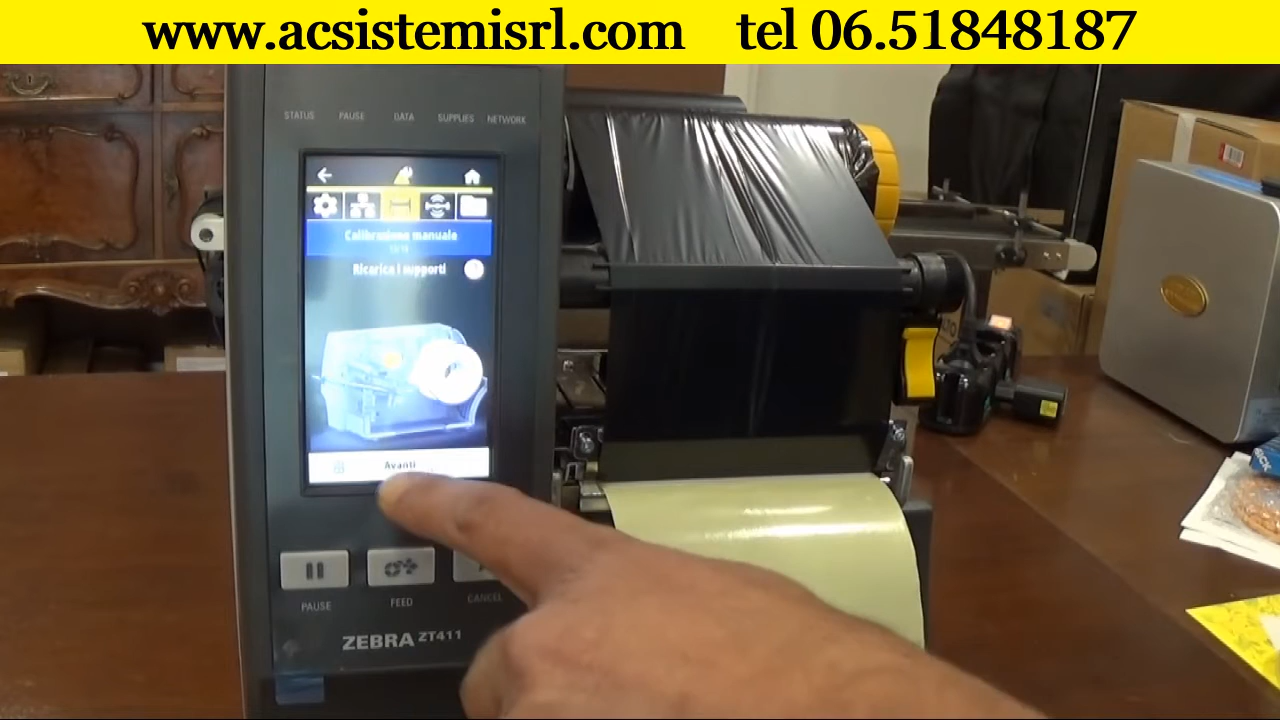 www.acsistemisrl.com tel 06.51848187
STATUS PAUSE DATA SUPPLIES NETWORK
Calibrazione manuale
Ricarica i supporti
Avanti
PAUSE FEED CANCEL
ZEBRA ZT411